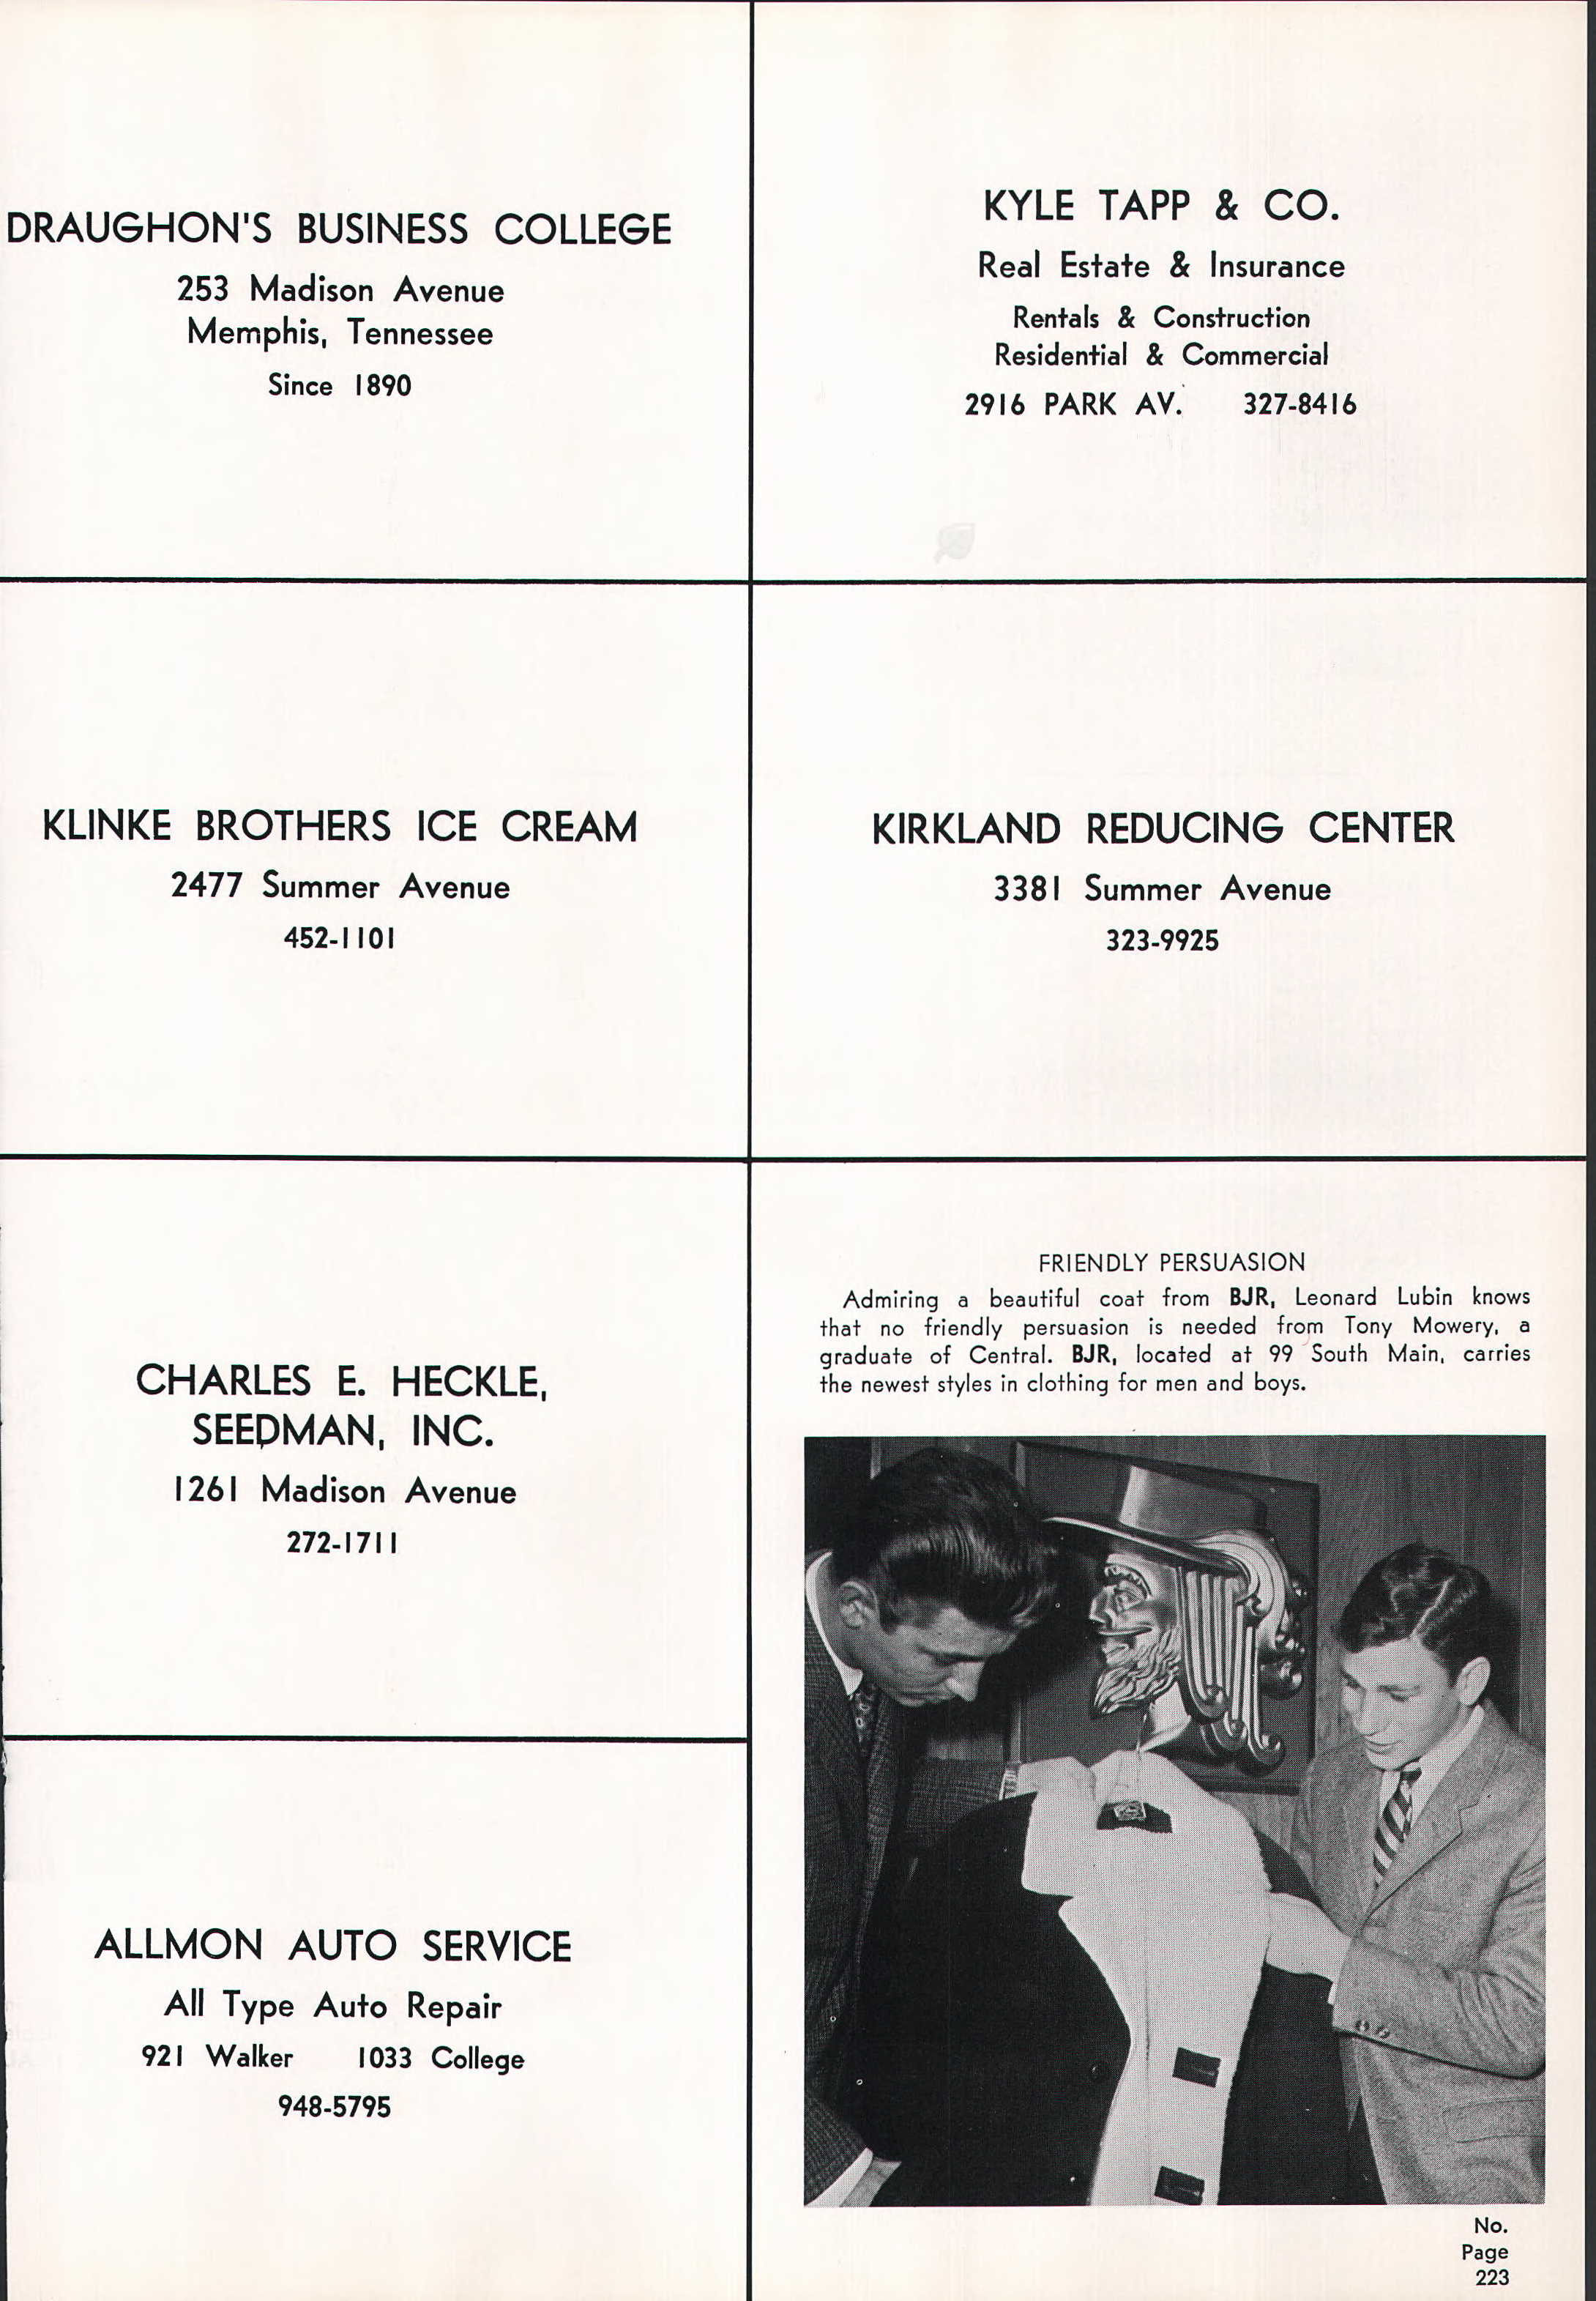 DRAUGHON'S BUSINESS COLLEGE
253 Madison Avenue
Memphis, Tennessee
Since 1890
KYLE TAPP & CO.
Real Estate & Insurance
Rentals & Construction
Residential & Commercial
2916 PARK AV. 327-8416
KLINKE BROTHERS ICE CREAM
2477 Summer Avenue
452-1101
KIRKLAND REDUCING CENTER
3381 Summer Avenue
323-9925
CHARLES E. HECKLE,
SEEDMAN, INC.
1261 Madison Avenue
272-1711
ALLMON AUTO SERVICE
All Type Auto Repair
921 Walker 1033 College
948-5795
FRIENDLY PERSUASION
Admiring a beautiful coat from BJR, Leonard Lubin knows
that no friendly persuasion is needed from Tony Mowery, a
graduate of Central. BJR, located at 99 South Main, carries
the newest styles in clothing for men and boys.
No.
Page
223